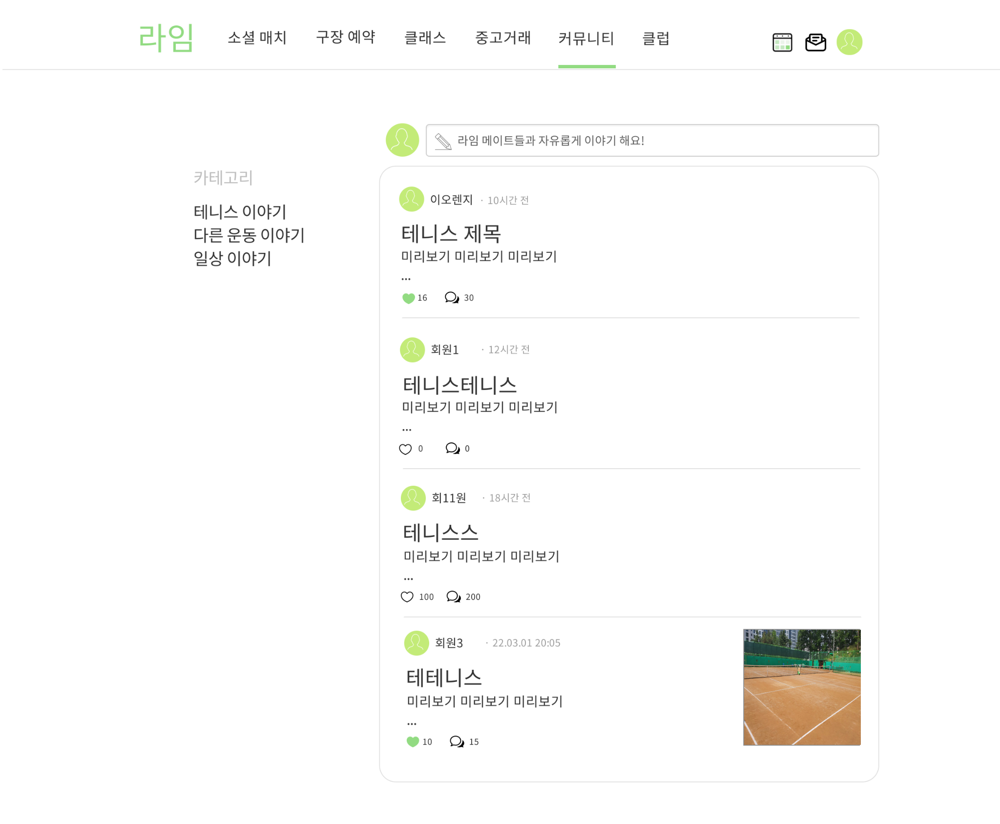 라임
소셜 매치
구장 예약
클래스
중고거래
커뮤니티
클럽
라임 메이트들과 자유롭게 이야기 해요!
카테고리
테니스 이야기
다른 운동 이야기
일상 이야기
이오렌지 · 10시간 전
테니스 제목
미리보기 미리보기 미리보기
...
16 30
회원1 · 12시간 전
테니스테니스
미리보기 미리보기 미리보기
...
0 0
회11원 · 18시간 전
테니스스
미리보기 미리보기 미리보기
...
100 200
회원3 · 22.03.01 20:05
테테니스
미리보기 미리보기 미리보기
...
10 15